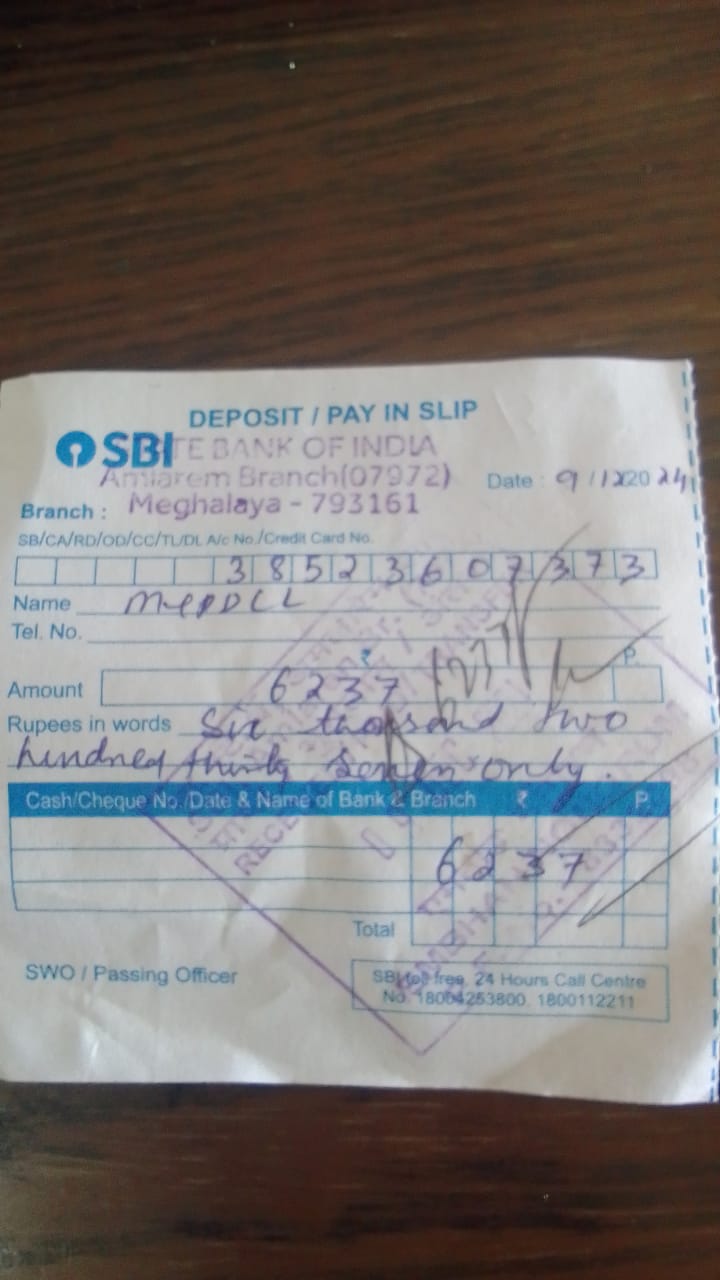 DEPOSIT / PAY IN SLIP
SBI TE BANK OF INDIA
Amlarem Branch(07972)
Date : 9/12/2024
Branch : Meghalaya - 793161
SB/CA/RD/OD/CC/TL/DL A/c No./Credit Card No.
38523607373
Name MePDCL
Tel. No.
₹ P.
Amount 6237 6237
Rupees in words Six thousand two
hundred thirty seven only.
Cash/Cheque No./Date & Name of Bank & Branch ₹ P.
6237
Total
SWO / Passing Officer
SBI toll free, 24 Hours Call Centre
No. 18004253800, 1800112211